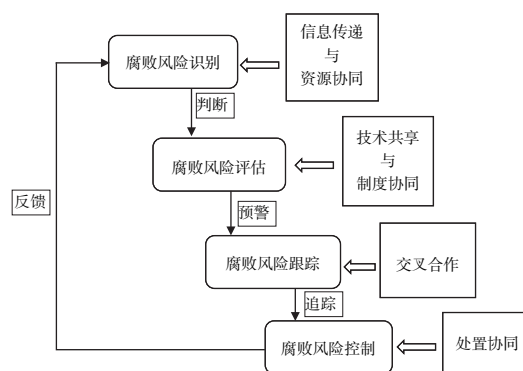 信息传递
与
资源协同
腐败风险识别
判断
技术共享
与
制度协同
腐败风险评估
反馈
预警
腐败风险跟踪
交叉合作
追踪
腐败风险控制
处置协同